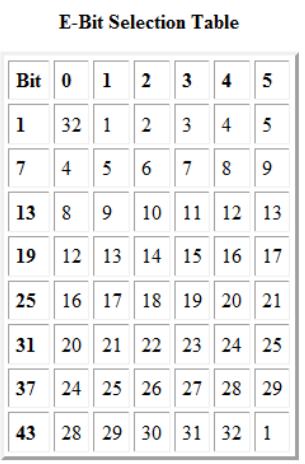 E-Bit Selection Table
Bit 0 1 2 3 4 5
1 32 1 2 3 4 5
7 4 5 6 7 8 9
13 8 9 10 11 12 13
19 12 13 14 15 16 17
25 16 17 18 19 20 21
31 20 21 22 23 24 25
37 24 25 26 27 28 29
43 28 29 30 31 32 1